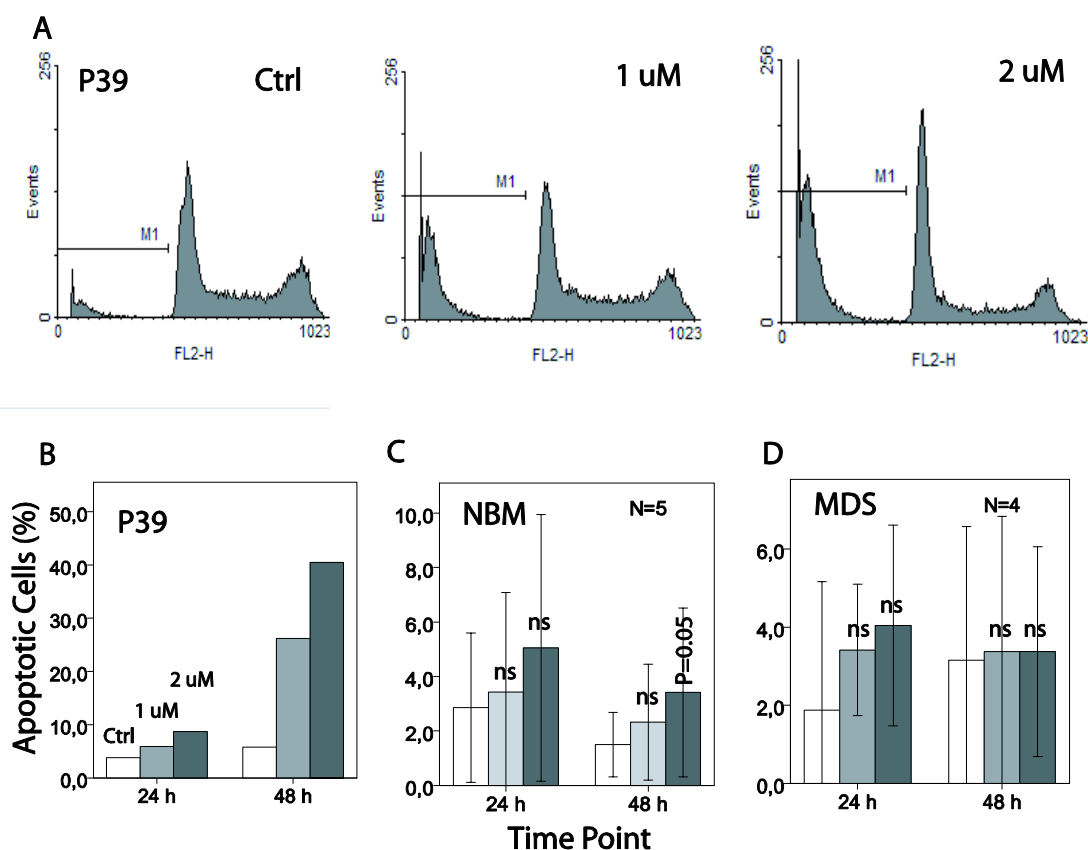 A
P39 Ctrl
256
Events
M1
0
0 1023
FL2-H
1 uM
256
Events
M1
0
0 1023
FL2-H
2 uM
256
Events
M1
0
0 1023
FL2-H
B
P39
Apoptotic Cells (%)
50,0
40,0
30,0
20,0
10,0
0,0
2 uM
1 uM
Ctrl
24 h 48 h
C
NBM N=5
10,0
8,0
6,0
4,0
2,0
0,0
ns
ns
ns
P=0.05
24 h 48 h
D
MDS N=4
6,0
4,0
2,0
0,0
ns
ns
ns ns
24 h 48 h
Time Point